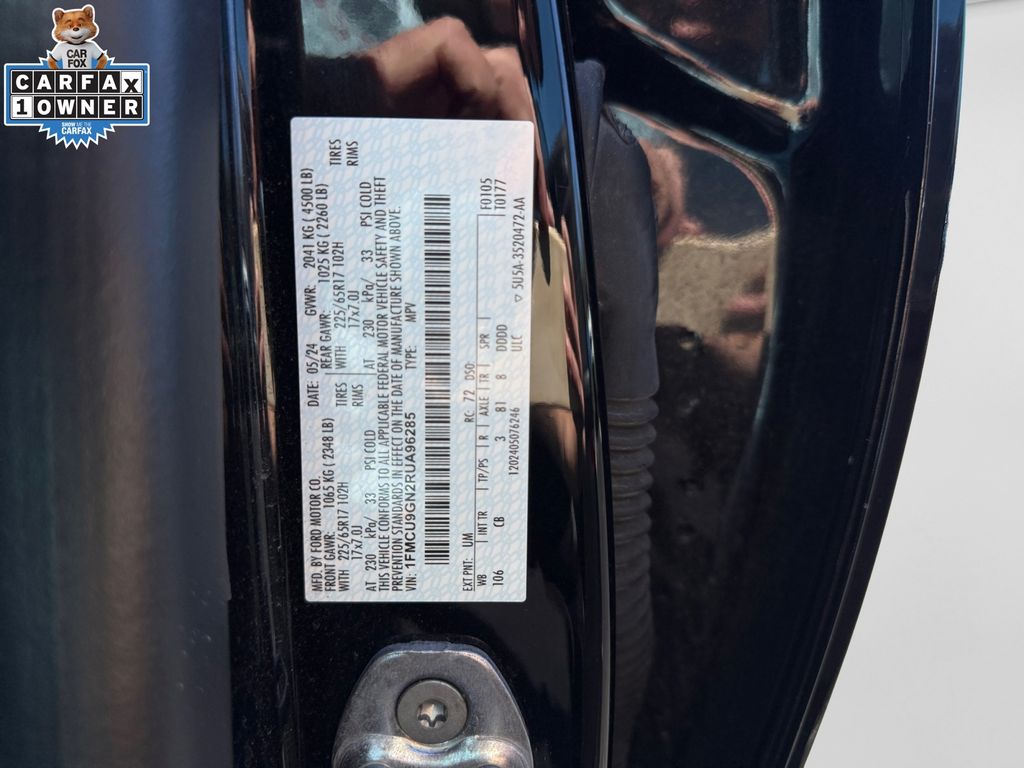 CAR
FOX
CARFAX
1 OWNER
SHOW ME THE
CARFAX
MFD. BY FORD MOTOR CO.
DATE: 05/24 GVWR: 2041 KG ( 4500 LB)
FRONT GAWR: 1065 KG ( 2348 LB) REAR GAWR: 1025 KG ( 2260 LB)
WITH 225/65R17 102H TIRES WITH 225/65R17 102H TIRES
17x7.0J RIMS 17x7.0J RIMS
AT 230 kPa/ 33 PSI COLD AT 230 kPa/ 33 PSI COLD
THIS VEHICLE CONFORMS TO ALL APPLICABLE FEDERAL MOTOR VEHICLE SAFETY AND THEFT
PREVENTION STANDARDS IN EFFECT ON THE DATE OF MANUFACTURE SHOWN ABOVE.
VIN: 1FMCU9GN2RUA96285 TYPE: MPV
EXT PNT: UM RC: 72 DSO: F0105
WB INT TR TP/PS R AXLE TR SPR T0177
106 CB 3 81 8 DDDD
1202405076246 ULC 5U5A-3520472-AA